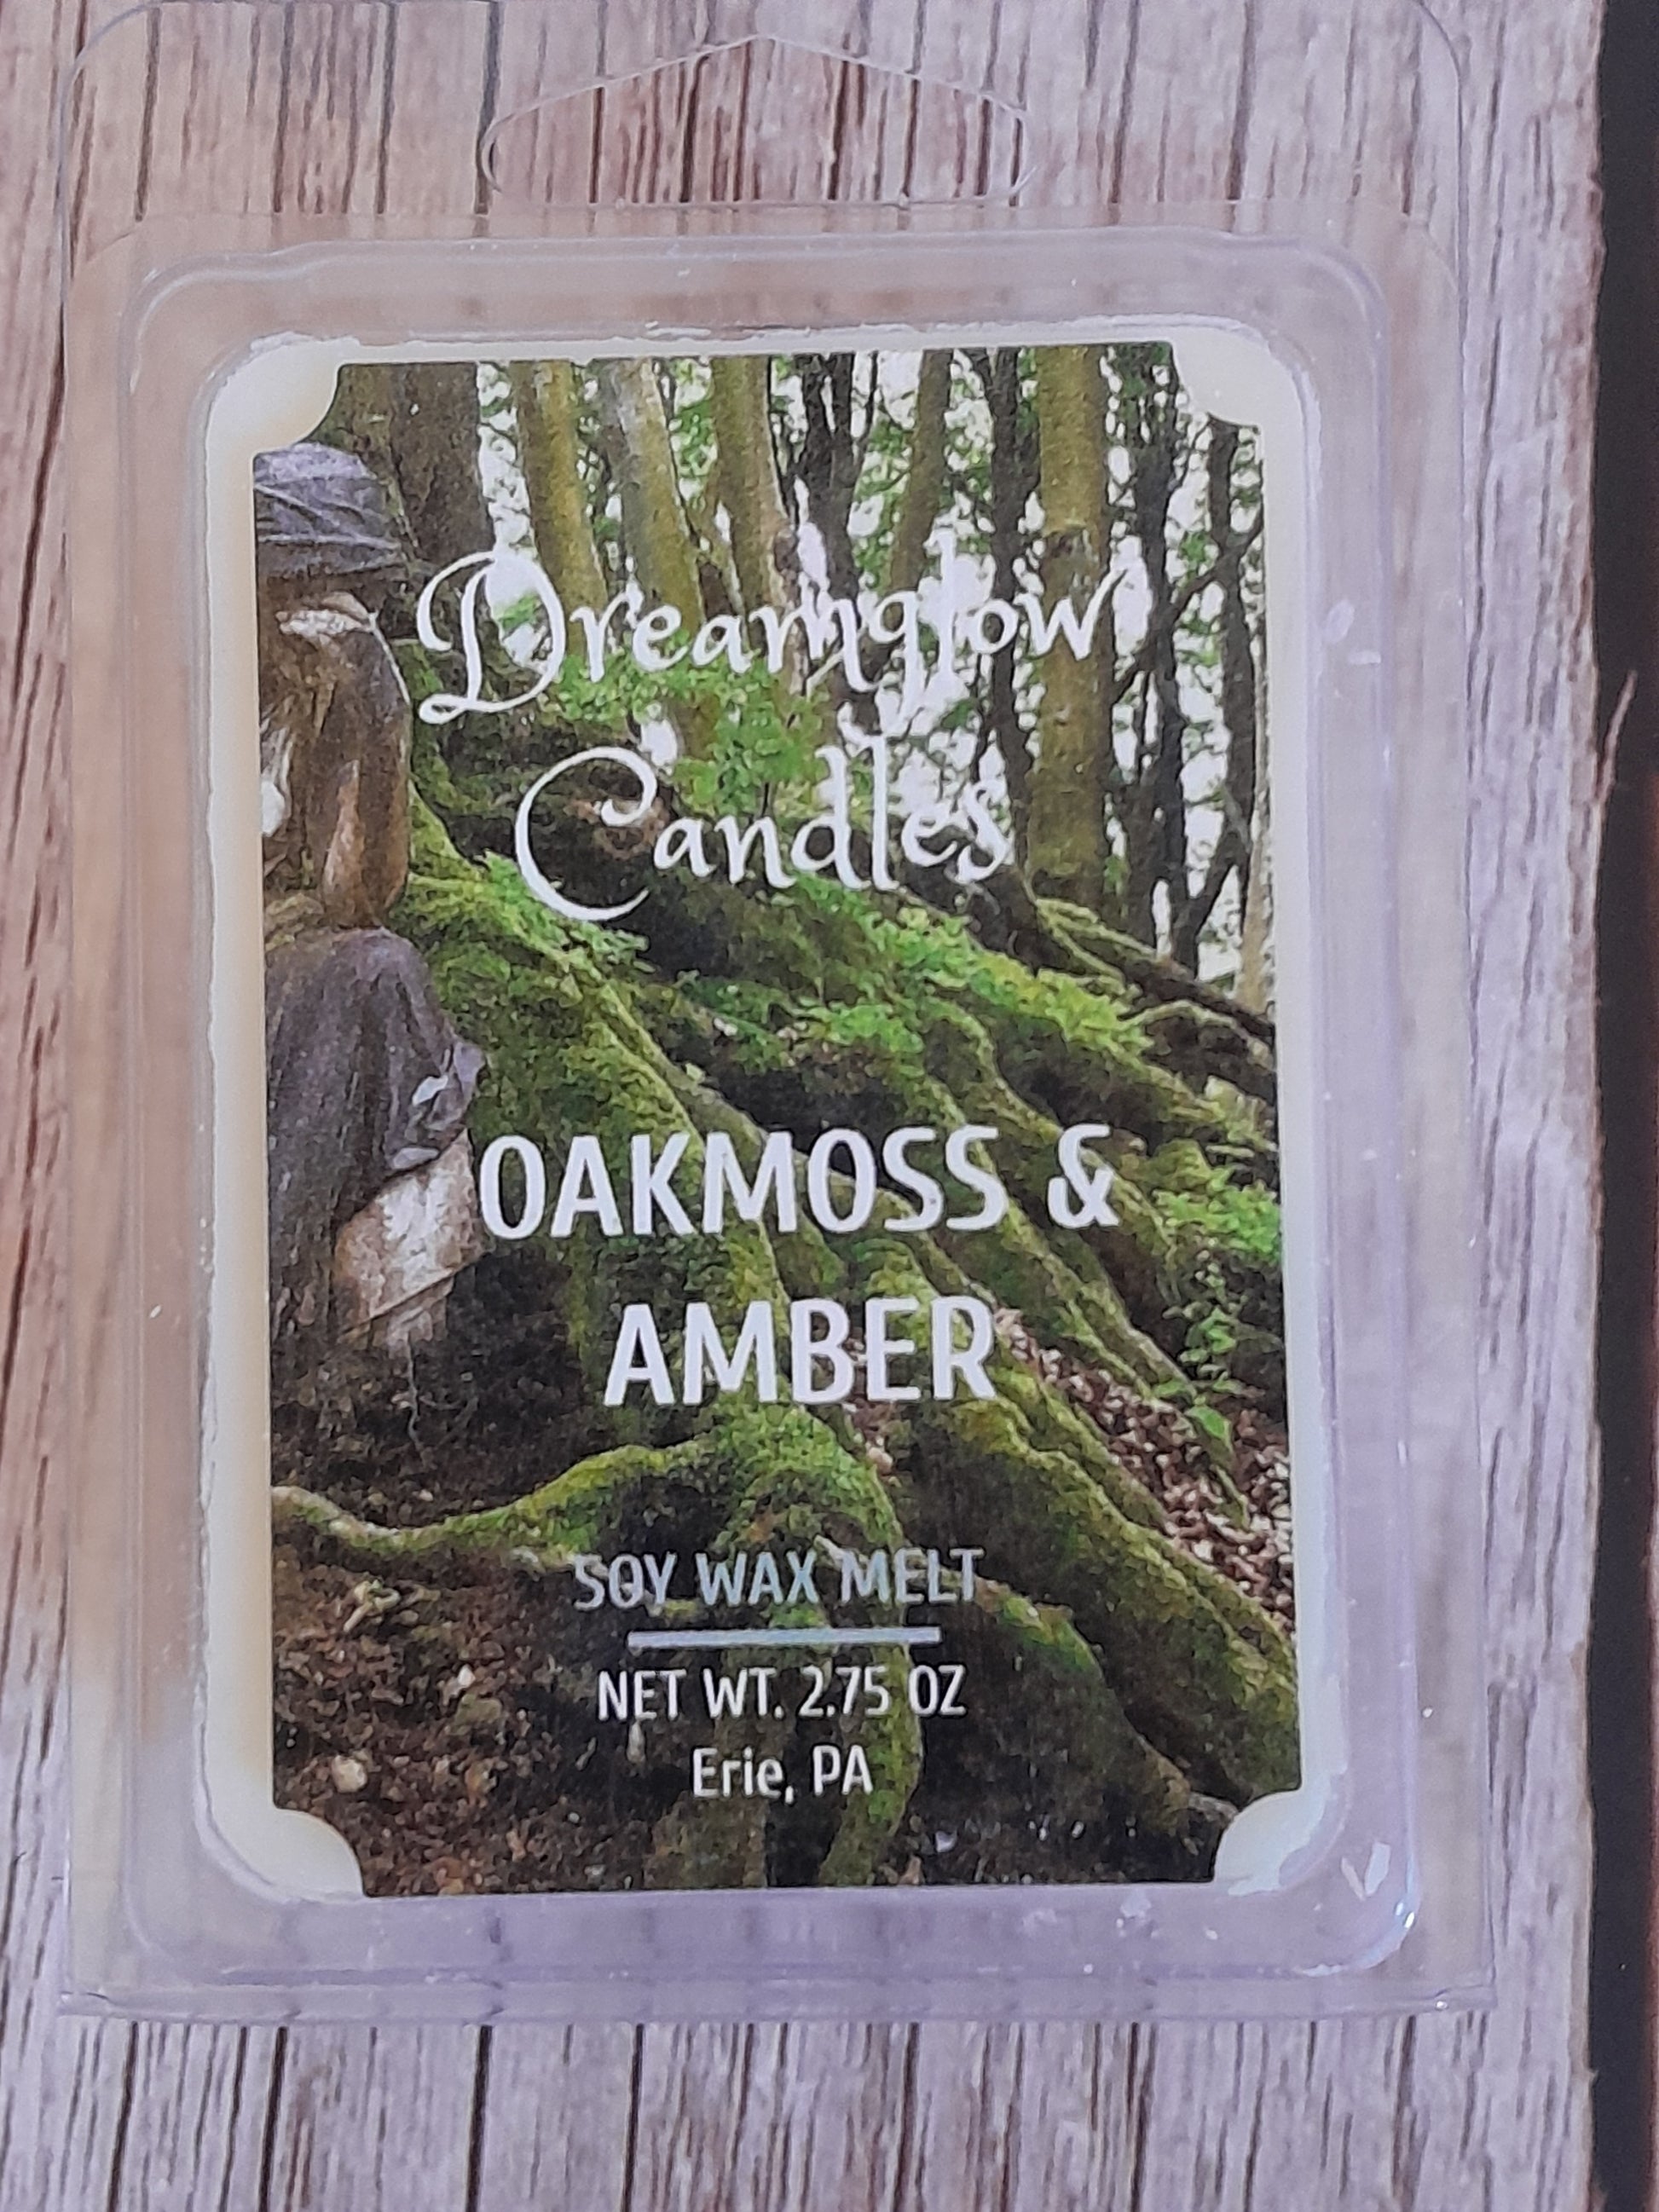 Dreamglow
Candles
OAKMOSS &
AMBER
SOY WAX MELT
NET WT. 2.75 OZ
Erie, PA